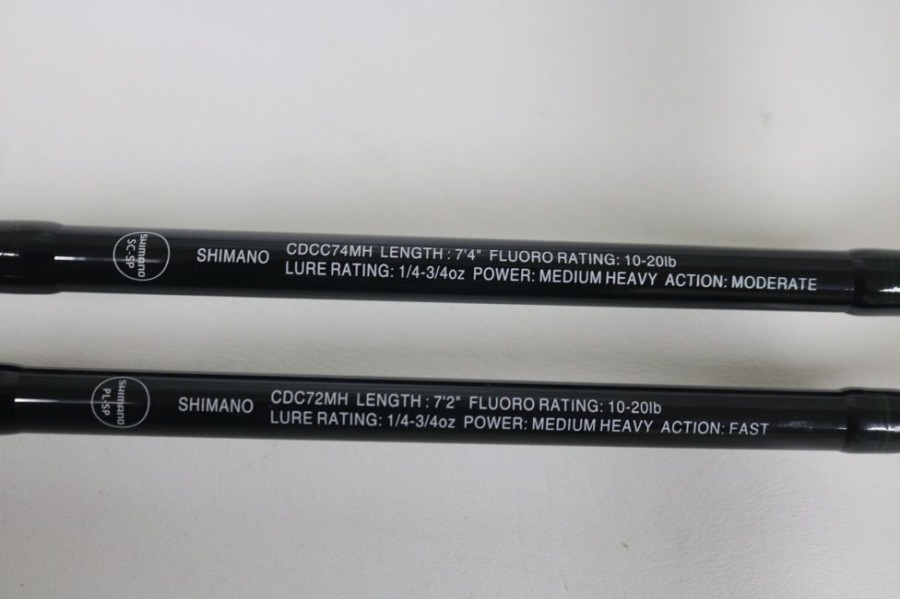 SHIMANO
SC-SP
SHIMANO
CDCC74MH LENGTH : 7'4" FLUORO RATING: 10-20lb
LURE RATING: 1/4-3/4oz POWER: MEDIUM HEAVY ACTION: MODERATE
SHIMANO
PL-SP
SHIMANO
CDC72MH LENGTH : 7'2" FLUORO RATING: 10-20lb
LURE RATING: 1/4-3/4oz POWER: MEDIUM HEAVY ACTION: FAST